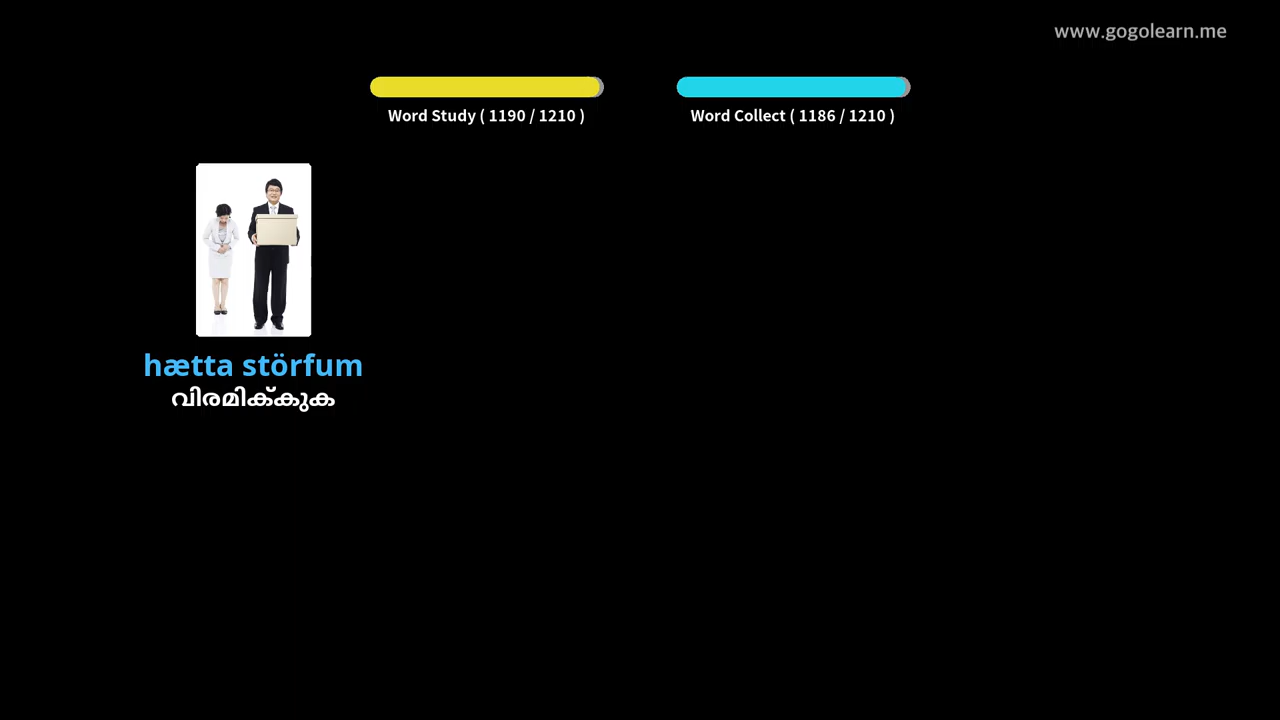 www.gogolearn.me
Word Study ( 1190 / 1210 )
Word Collect ( 1186 / 1210 )
hætta störfum
വിരമിക്കുക